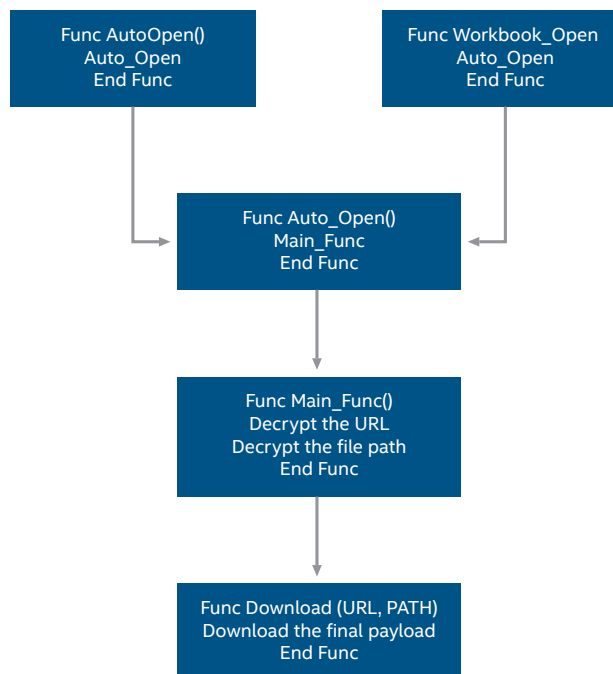 Func AutoOpen()
Auto_Open
End Func
Func Workbook_Open
Auto_Open
End Func
Func Auto_Open()
Main_Func
End Func
Func Main_Func()
Decrypt the URL
Decrypt the file path
End Func
Func Download (URL, PATH)
Download the final payload
End Func